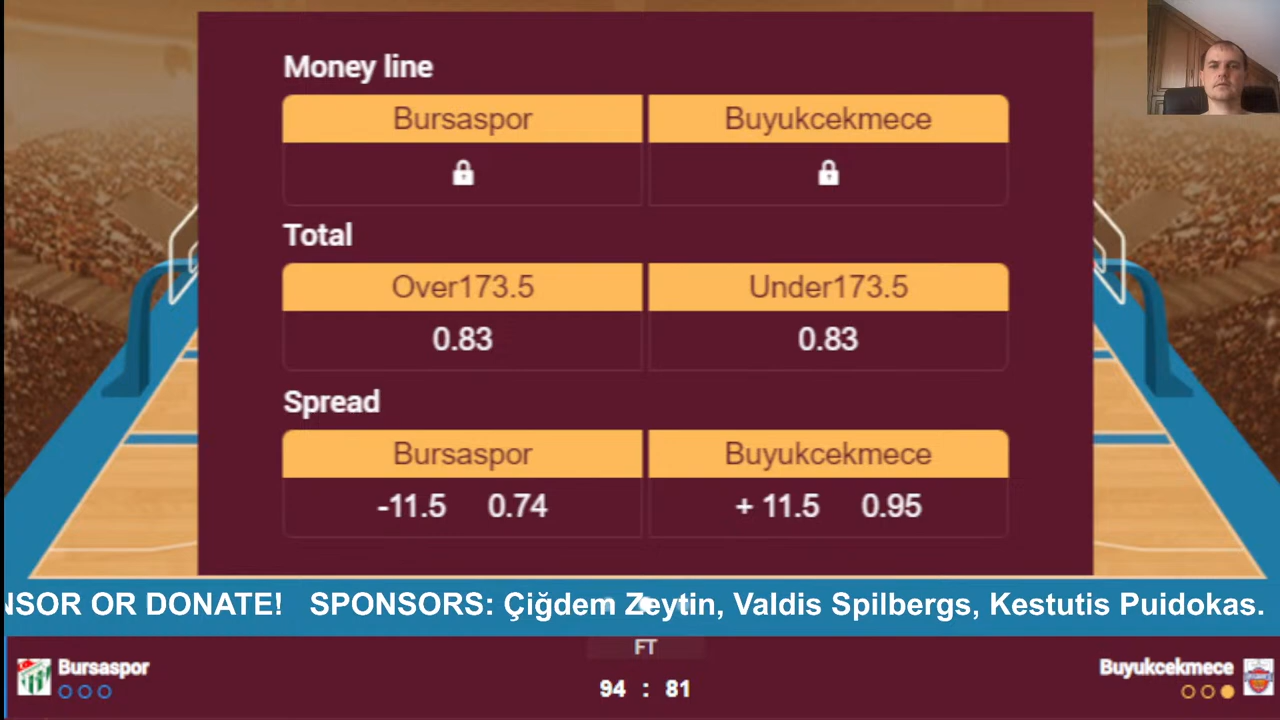 Money line
Bursaspor Buyukcekmece
Total
Over173.5 Under173.5
0.83 0.83
Spread
Bursaspor Buyukcekmece
-11.5 0.74 + 11.5 0.95
NSOR OR DONATE! SPONSORS: Çiğdem Zeytin, Valdis Spilbergs, Kestutis Puidokas.
FT
Bursaspor 94 : 81 Buyukcekmece